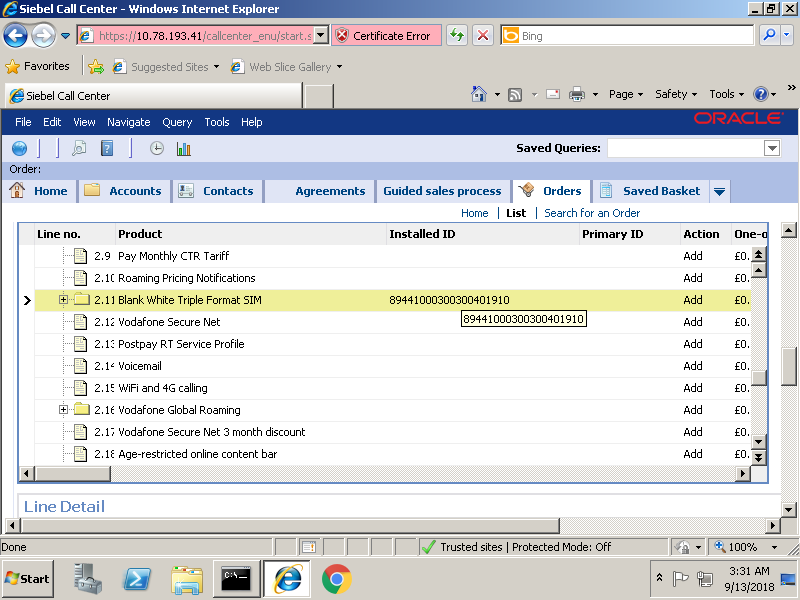 Siebel Call Center - Windows Internet Explorer
https://10.78.193.41/callcenter_enu/start.s
Certificate Error
Bing
Favorites
Suggested Sites
Web Slice Gallery
Siebel Call Center
Page
Safety
Tools
»
File Edit View Navigate Query Tools Help
ORACLE
Saved Queries:
Order:
Home Accounts Contacts Agreements Guided sales process Orders Saved Basket
Home | List | Search for an Order
Line no. Product Installed ID Primary ID Action One-o
2.9 Pay Monthly CTR Tariff Add £0.
2.10 Roaming Pricing Notifications Add £0.
2.11 Blank White Triple Format SIM 89441000300300401910 Add £0.
89441000300300401910
2.12 Vodafone Secure Net Add £0.
2.13 Postpay RT Service Profile Add £0.
2.14 Voicemail Add £0.
2.15 WiFi and 4G calling Add £0.
2.16 Vodafone Global Roaming Add £0.
2.17 Vodafone Secure Net 3 month discount Add £0.
2.18 Age-restricted online content bar Add £0.
Line Detail
Done
Trusted sites | Protected Mode: Off
100%
Start
C:\.
3:31 AM
9/13/2018